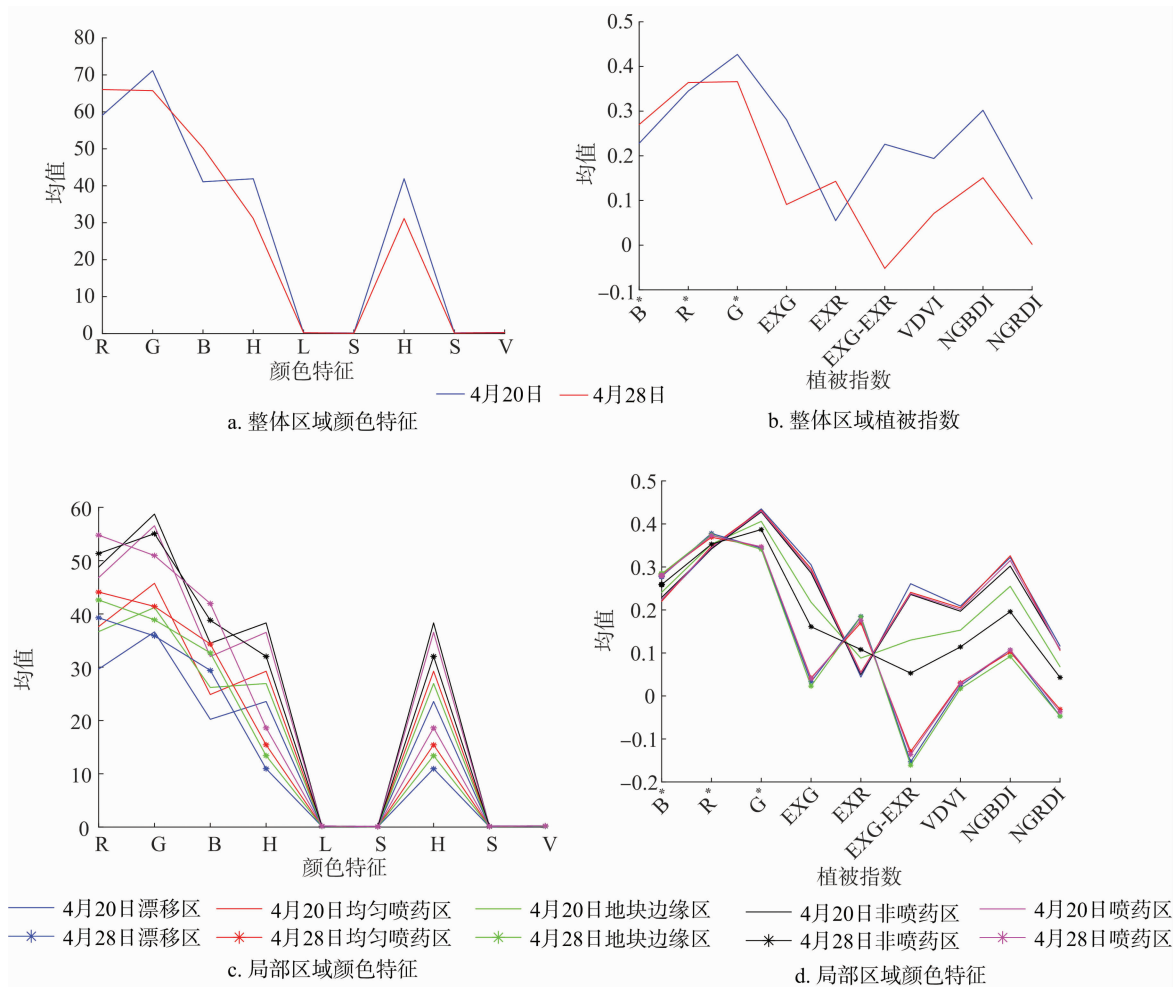 80
70
60
50
40
30
20
10
0
均值
R G B H L S H S V
颜色特征
0.5
0.4
0.3
0.2
0.1
0
−0.1
均值
B* R* G* EXG EXR EXG-EXR VDVI NGBDI NGRDI
植被指数
4月20日 4月28日
a. 整体区域颜色特征
b. 整体区域植被指数
60
50
40
30
20
10
0
均值
R G B H L S H S V
颜色特征
0.5
0.4
0.3
0.2
0.1
0
−0.1
−0.2
均值
B* R* G* EXG EXR EXG-EXR VDVI NGBDI NGRDI
植被指数
4月20日漂移区 4月20日均匀喷药区 4月20日地块边缘区 4月20日非喷药区 4月20日喷药区
4月28日漂移区 4月28日均匀喷药区 4月28日地块边缘区 4月28日非喷药区 4月28日喷药区
c. 局部区域颜色特征
d. 局部区域颜色特征